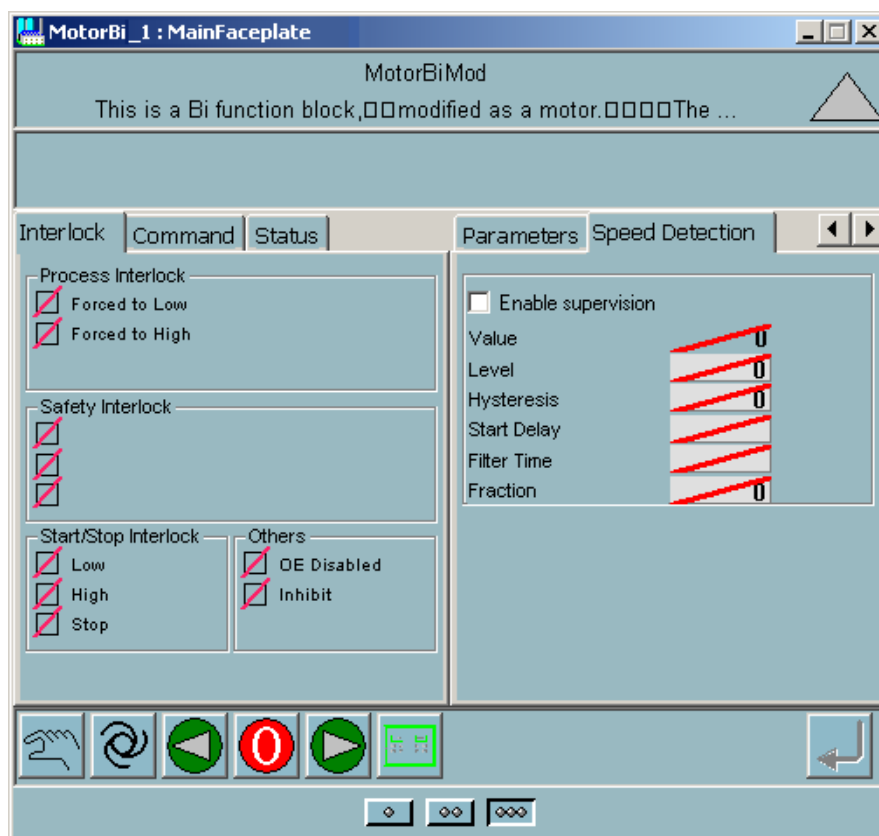 MotorBi_1 : MainFaceplate
MotorBiMod
This is a Bi function block,□□modified as a motor.□□□□The ...
Interlock Command Status
Parameters Speed Detection
Process Interlock
Forced to Low
Forced to High
Safety Interlock
Start/Stop Interlock
Low
High
Stop
Others
OE Disabled
Inhibit
Enable supervision
Value 0
Level 0
Hysteresis 0
Start Delay
Filter Time
Fraction 0
0